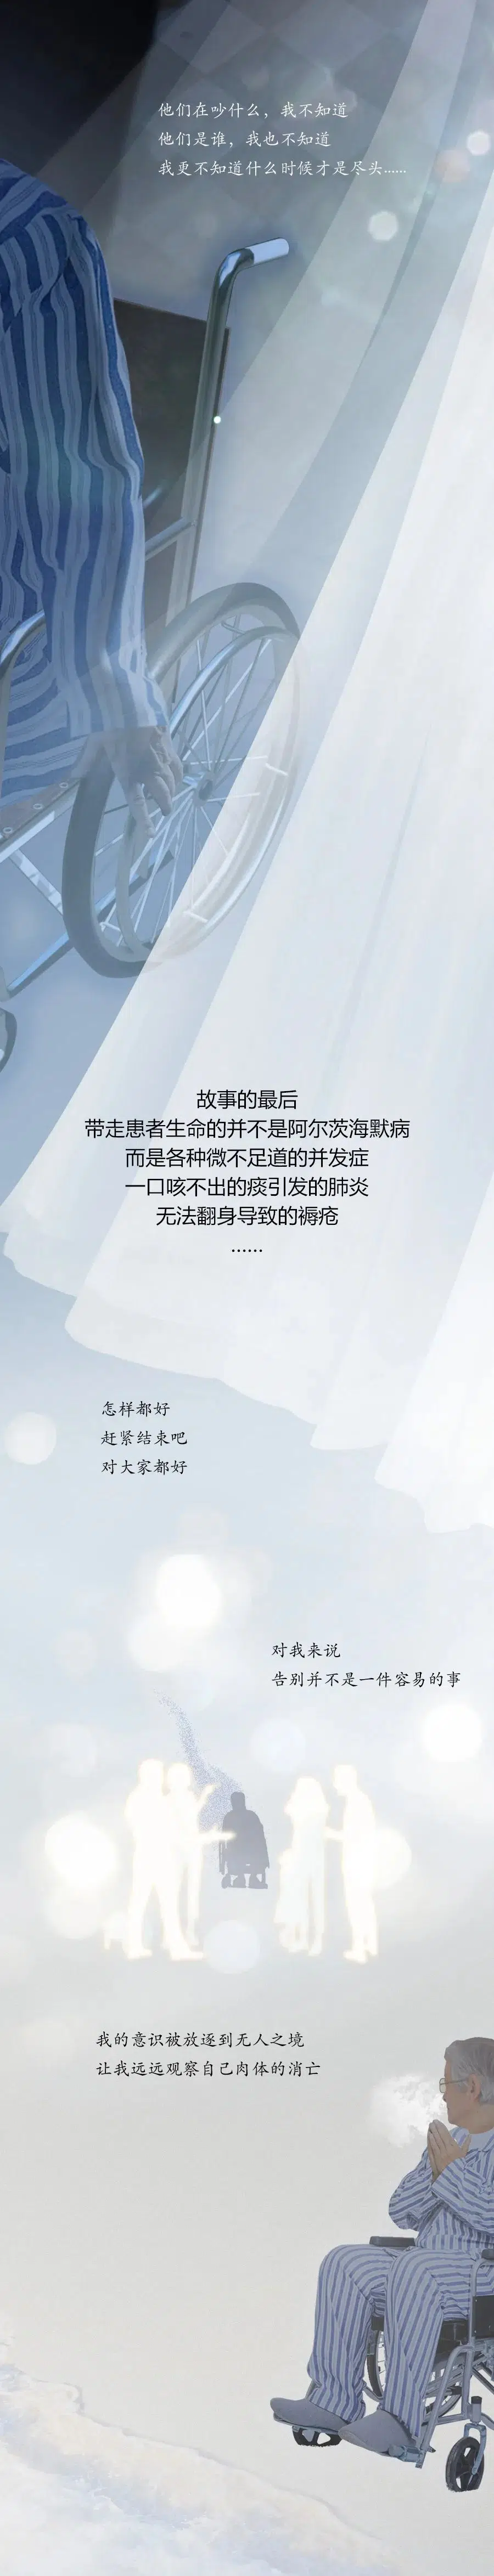 他们在吵什么，我不知道
他们是谁，我也不知道
我更不知道什么时候才是尽头......
故事的最后
带走患者生命的并不是阿尔茨海默病
而是各种微不足道的并发症
一口咳不出的痰引发的肺炎
无法翻身导致的褥疮
......
怎样都好
赶紧结束吧
对大家都好
对我来说
告别并不是一件容易的事
我的意识被放逐到无人之境
让我远远观察自己肉体的消亡